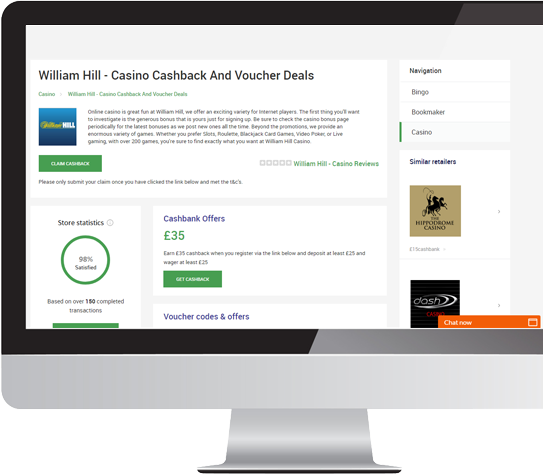 William Hill - Casino Cashback And Voucher Deals
Casino
William Hill - Casino Cashback And Voucher Deals
William HILL
Online casino is great fun at William Hill, we offer an exciting variety for Internet players. The first thing you'll want
to investigate is the generous bonus that is yours just for signing up. Be sure to check the casino bonus page
periodically for the latest bonuses as we post new ones all the time. Beyond the promotions, we provide an
enormous variety of games. Whether you prefer Slots, Roulette, Blackjack Card Games, Video Poker, or Live
gaming, with over 200 games, you're sure to find exactly what you want at William Hill Casino.
CLAIM CASHBACK
William Hill - Casino Reviews
Please only submit your claim once you have clicked the link below and met the t&c's.
Store statistics
98%
Satisfied
Based on over 150 completed
transactions
Cashbank Offers
£35
Earn £35 cashback when you register via the link below and deposit at least £25 and
wager at least £25
GET CASHBACK
Voucher codes & offers
Navigation
Bingo
Bookmaker
Casino
Similar retailers
THE
HIPPODROME
CASINO
£15cashbank
dash
CASINO
Chat now